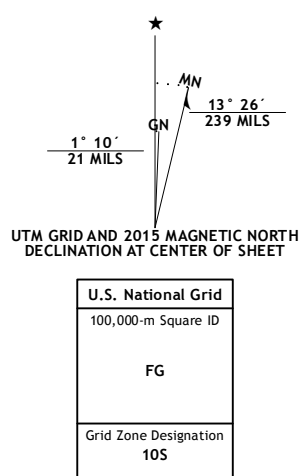 ★
MN
GN
13° 26´
239 MILS
1° 10´
21 MILS
UTM GRID AND 2015 MAGNETIC NORTH
DECLINATION AT CENTER OF SHEET
U.S. National Grid
100,000-m Square ID
FG
Grid Zone Designation
10S